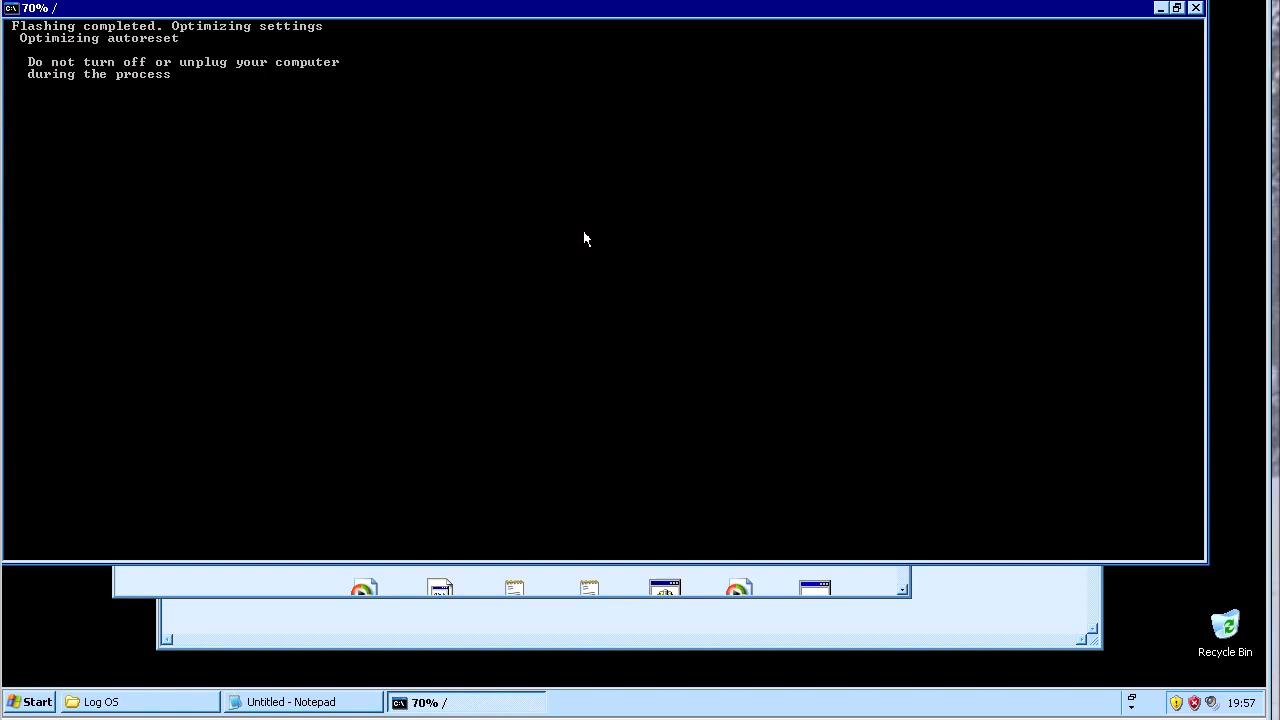 70% /
Flashing completed. Optimizing settings
Optimizing autoreset
Do not turn off or unplug your computer
during the process
Recycle Bin
Start
Log OS
Untitled - Notepad
70% /
19:57